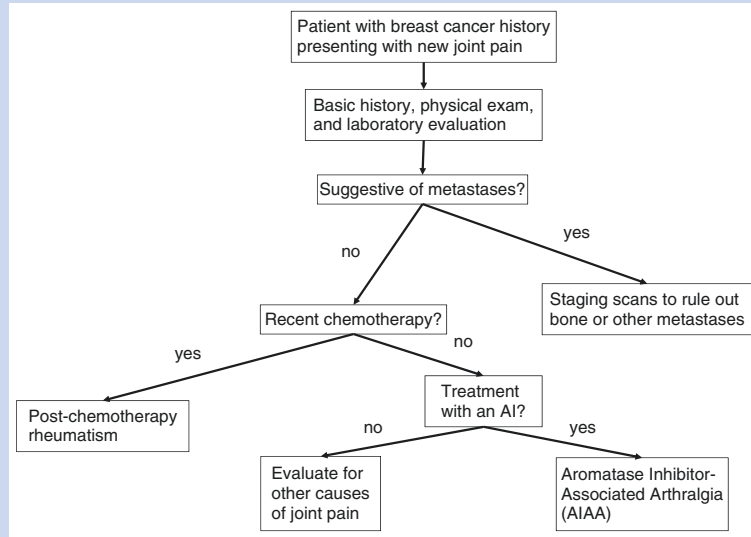 Patient with breast cancer history
presenting with new joint pain
Basic history, physical exam,
and laboratory evaluation
Suggestive of metastases?
no
yes
Recent chemotherapy?
Staging scans to rule out
bone or other metastases
yes
no
Post-chemotherapy
rheumatism
Treatment
with an AI?
no
yes
Evaluate for
other causes
of joint pain
Aromatase Inhibitor-
Associated Arthralgia
(AIAA)